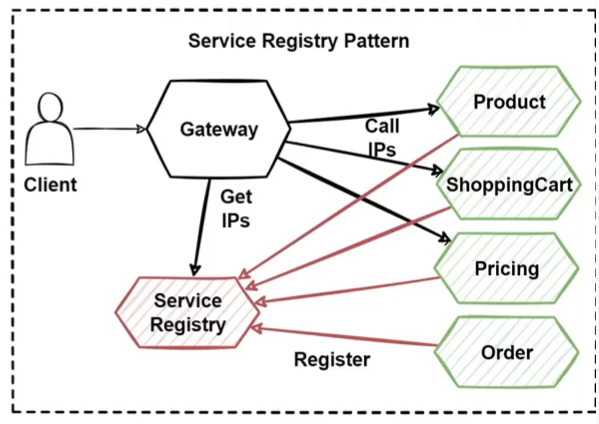 Service Registry Pattern
Client
Gateway
Call
IPs
Get
IPs
Product
ShoppingCart
Pricing
Order
Service
Registry
Register